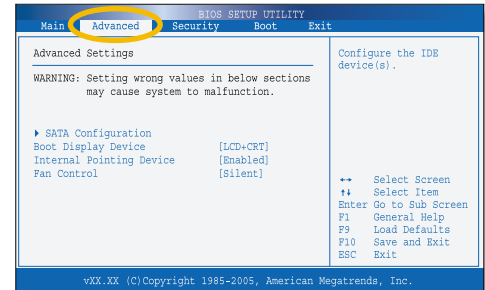 BIOS SETUP UTILITY
Main Advanced Security Boot Exit
Advanced Settings
WARNING: Setting wrong values in below sections
may cause system to malfunction.
SATA Configuration
Boot Display Device [LCD+CRT]
Internal Pointing Device [Enabled]
Fan Control [Silent]
Configure the IDE
device(s).
←→ Select Screen
↑↓ Select Item
Enter Go to Sub Screen
F1 General Help
F9 Load Defaults
F10 Save and Exit
ESC Exit
vXX.XX (C)Copyright 1985-2005, American Megatrends, Inc.